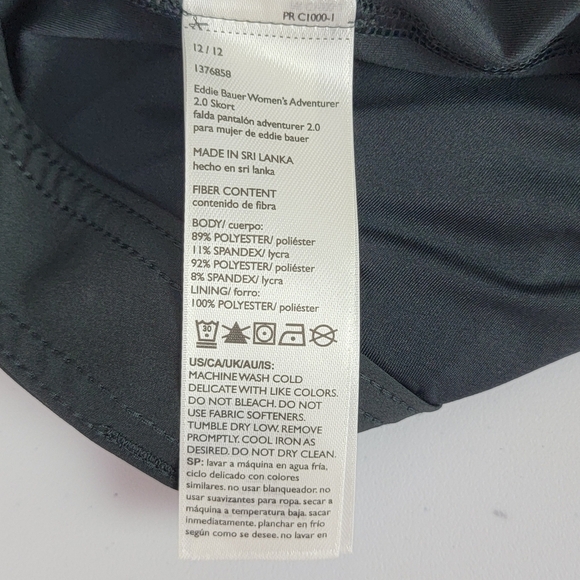 PR C1000-1
12 / 12
1376858
Eddie Bauer Women's Adventurer
2.0 Skort
falda pantalón adventurer 2.0
para mujer de eddie bauer
MADE IN SRI LANKA
hecho en sri lanka
FIBER CONTENT
contenido de fibra
BODY/ cuerpo:
89% POLYESTER/ poliéster
11% SPANDEX/ lycra
92% POLYESTER/ poliéster
8% SPANDEX/ lycra
LINING/ forro:
100% POLYESTER/ poliéster
30
US/CA/UK/AU/IS:
MACHINE WASH COLD
DELICATE WITH LIKE COLORS.
DO NOT BLEACH. DO NOT
USE FABRIC SOFTENERS.
TUMBLE DRY LOW. REMOVE
PROMPTLY. COOL IRON AS
DESIRED. DO NOT DRY CLEAN.
SP: lavar a máquina en agua fría.
ciclo delicado con colores
similares. no usar blanqueador. no
usar suavizantes para ropa. secar a
máquina a temperatura baja. sacar
inmediatamente. planchar en frío
según como se desee. no lavar en